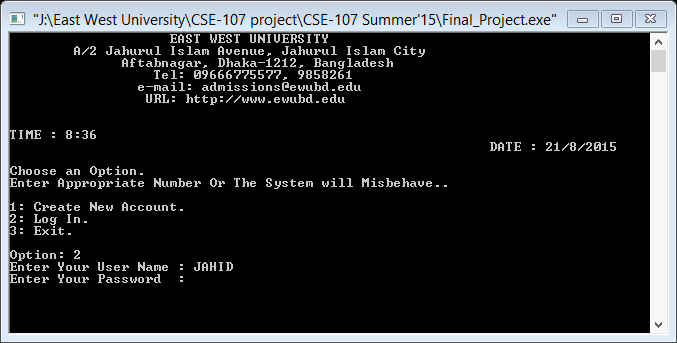 "J:\East West University\CSE-107 project\CSE-107 Summer'15\Final_Project.exe"
EAST WEST UNIVERSITY
A/2 Jahurul Islam Avenue, Jahurul Islam City
Aftabnagar, Dhaka-1212, Bangladesh
Tel: 09666775577, 9858261
e-mail: admissions@ewubd.edu
URL: http://www.ewubd.edu
TIME : 8:36
DATE : 21/8/2015
Choose an Option.
Enter Appropriate Number Or The System will Misbehave..
1: Create New Account.
2: Log In.
3: Exit.
Option: 2
Enter Your User Name : JAHID
Enter Your Password  :